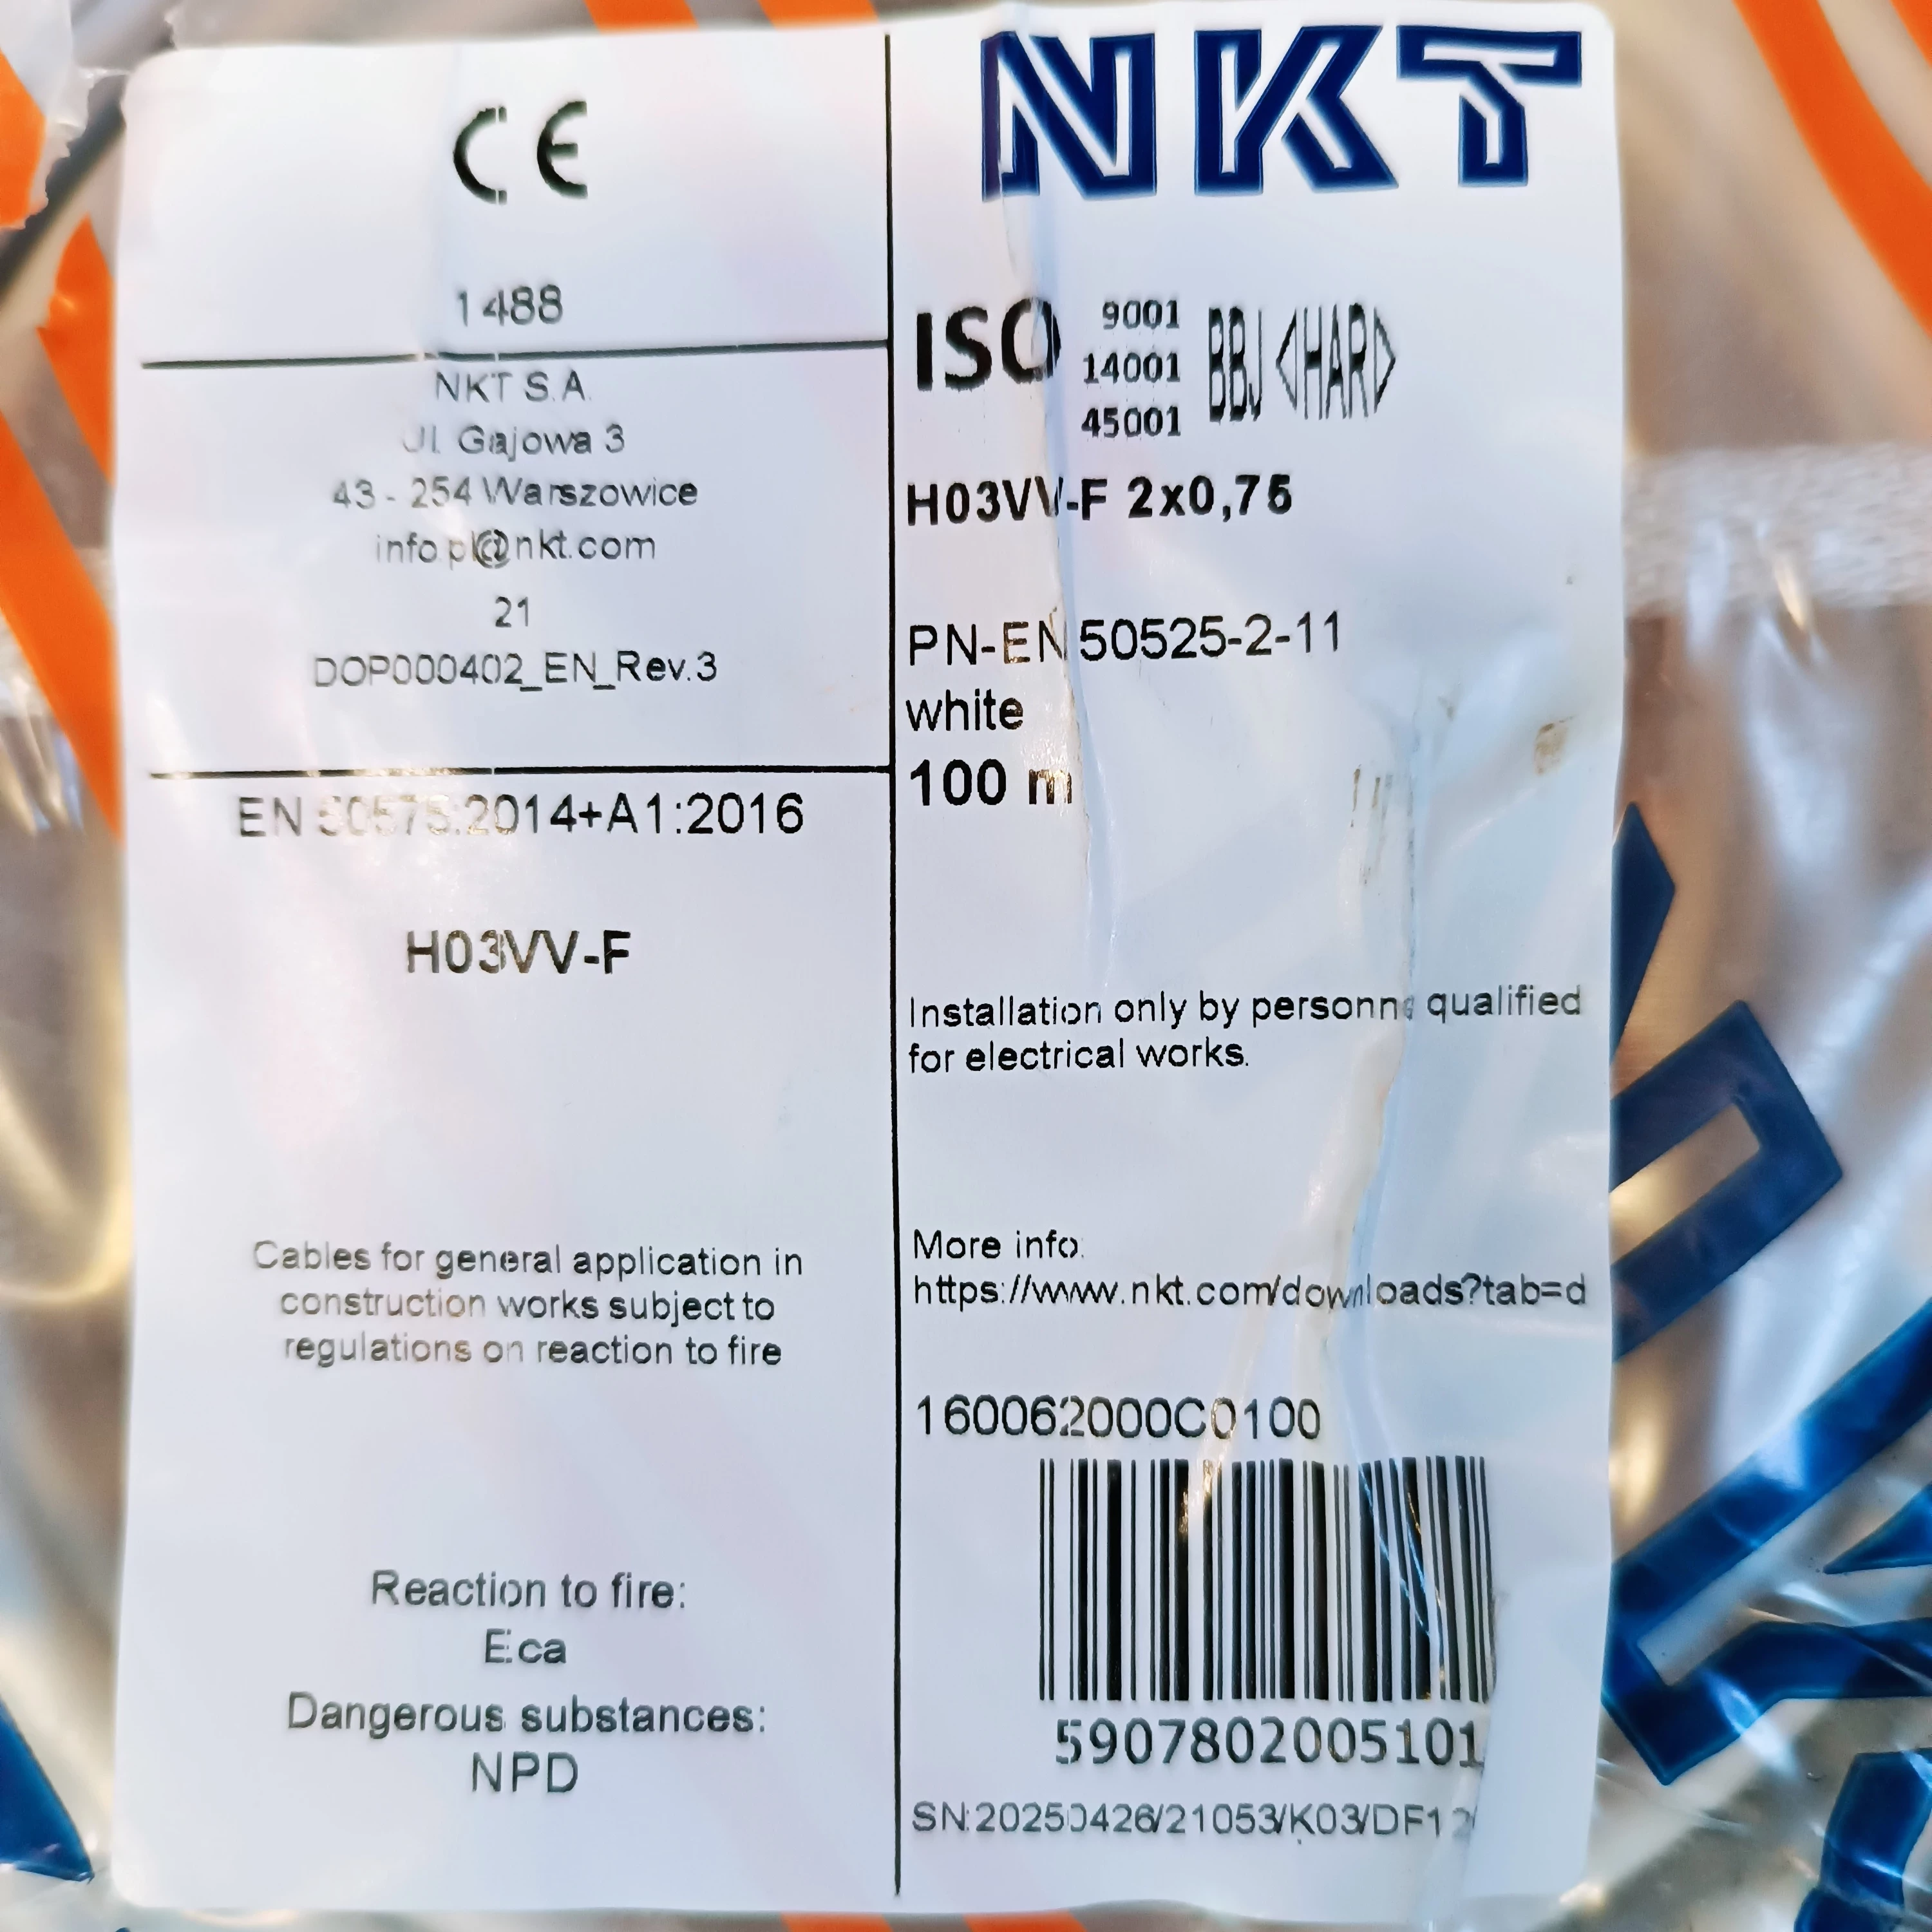 CE
1488
NKT S.A.
Ul. Gajowa 3
43 - 254 Warszowice
info.pl@nkt.com
21
DOP000402_EN_Rev.3
EN 50575:2014+A1:2016
H03VV-F
Cables for general application in
construction works subject to
regulations on reaction to fire
Reaction to fire:
Eca
Dangerous substances:
NPD
NKT
ISO
9001
14001
45001
BBJ <HAR>
H03VV-F 2x0,75
PN-EN 50525-2-11
white
100 m
Installation only by qualified
for electrical works.
More info:
https://www.nkt.com/downloads?tab=d
160062000C0100
5907802005101